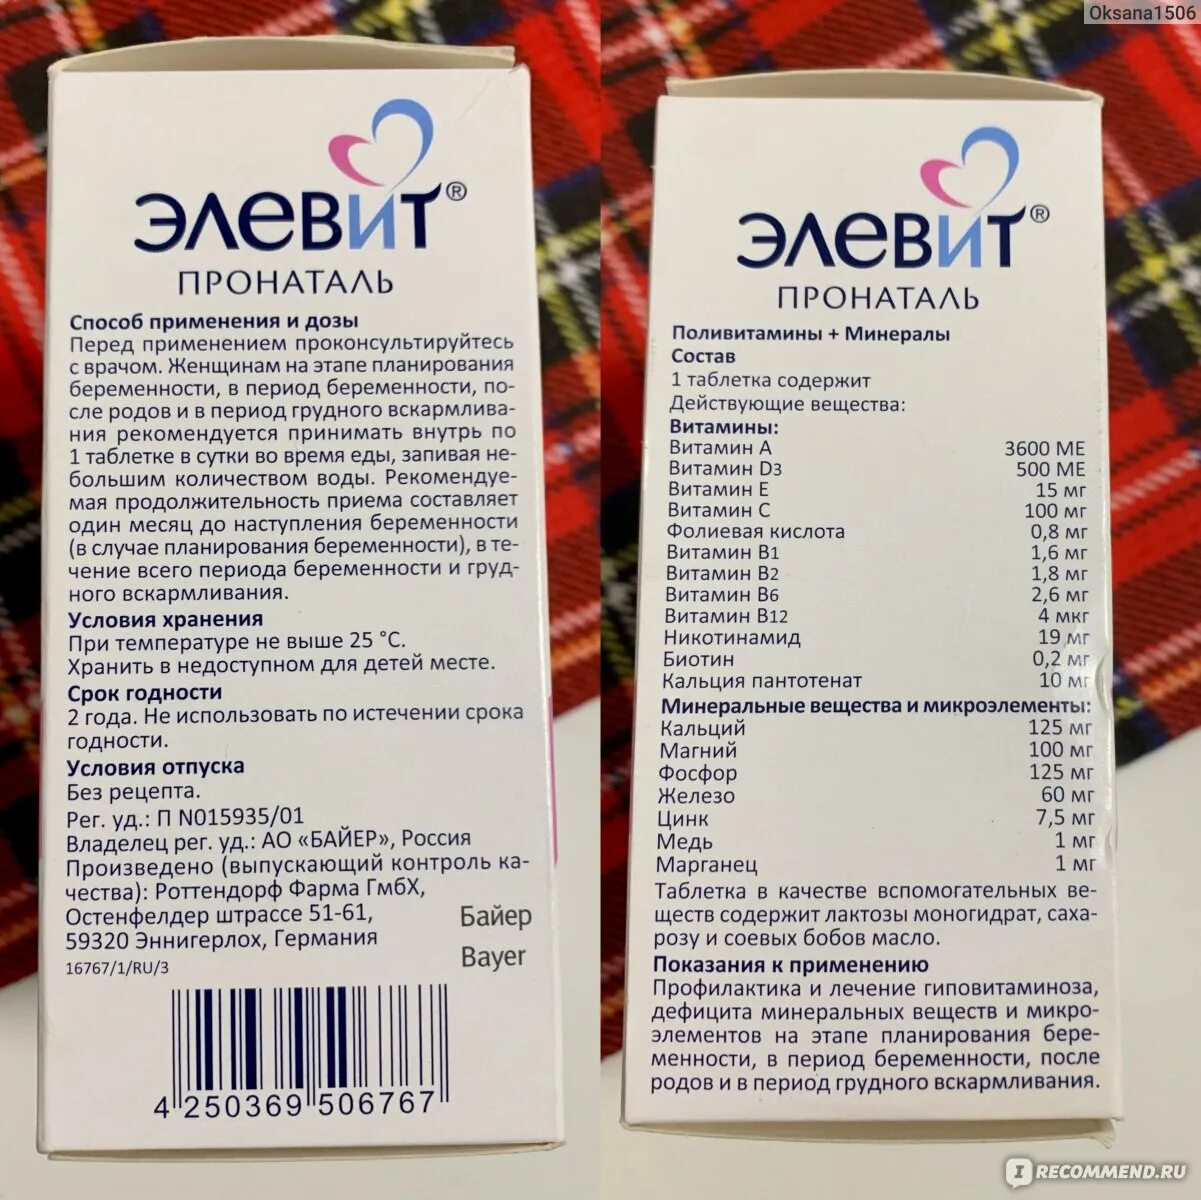 Oksana1506
ЭЛЕВИТ®
ПРОНАТАЛЬ
Способ применения и дозы
Перед применением проконсультируйтесь
с врачом. Женщинам на этапе планирования
беременности, в период беременности, по-
сле родов и в период грудного вскармлива-
ния рекомендуется принимать внутрь по
1 таблетке в сутки во время еды, запивая не-
большим количеством воды. Рекомендуе-
мая продолжительность приема составляет
один месяц до наступления беременности
(в случае планирования беременности), в те-
чение всего периода беременности и груд-
ного вскармливания.
Условия хранения
При температуре не выше 25 °C.
Хранить в недоступном для детей месте.
Срок годности
2 года. Не использовать по истечении срока
годности.
Условия отпуска
Без рецепта.
Рег. уд.: П N015935/01
Владелец рег. уд.: АО «БАЙЕР», Россия
Произведено (выпускающий контроль ка-
чества): Роттендорф Фарма ГмбХ,
Остенфелдер штрассе 51-61,
59320 Эннигерлох, Германия
16767/1/RU/3
Байер
Bayer
4 250369 506767
ЭЛЕВИТ®
ПРОНАТАЛЬ
Поливитамины + Минералы
Состав
1 таблетка содержит
Действующие вещества:
Витамины:
Витамин A 3600 МЕ
Витамин D3 500 МЕ
Витамин E 15 мг
Витамин C 100 мг
Фолиевая кислота 0,8 мг
Витамин B1 1,6 мг
Витамин B2 1,8 мг
Витамин B6 2,6 мг
Витамин B12 4 мкг
Никотинамид 19 мг
Биотин 0,2 мг
Кальция пантотенат 10 мг
Минеральные вещества и микроэлементы:
Кальций 125 мг
Магний 100 мг
Фосфор 125 мг
Железо 60 мг
Цинк 7,5 мг
Медь 1 мг
Марганец 1 мг
Таблетка в качестве вспомогательных ве-
ществ содержит лактозы моногидрат, саха-
розу и соевых бобов масло.
Показания к применению
Профилактика и лечение гиповитаминоза,
дефицита минеральных веществ и микро-
элементов на этапе планирования бере-
менности, в период беременности, после
родов и в период грудного вскармливания.
IRECOMMEND.RU